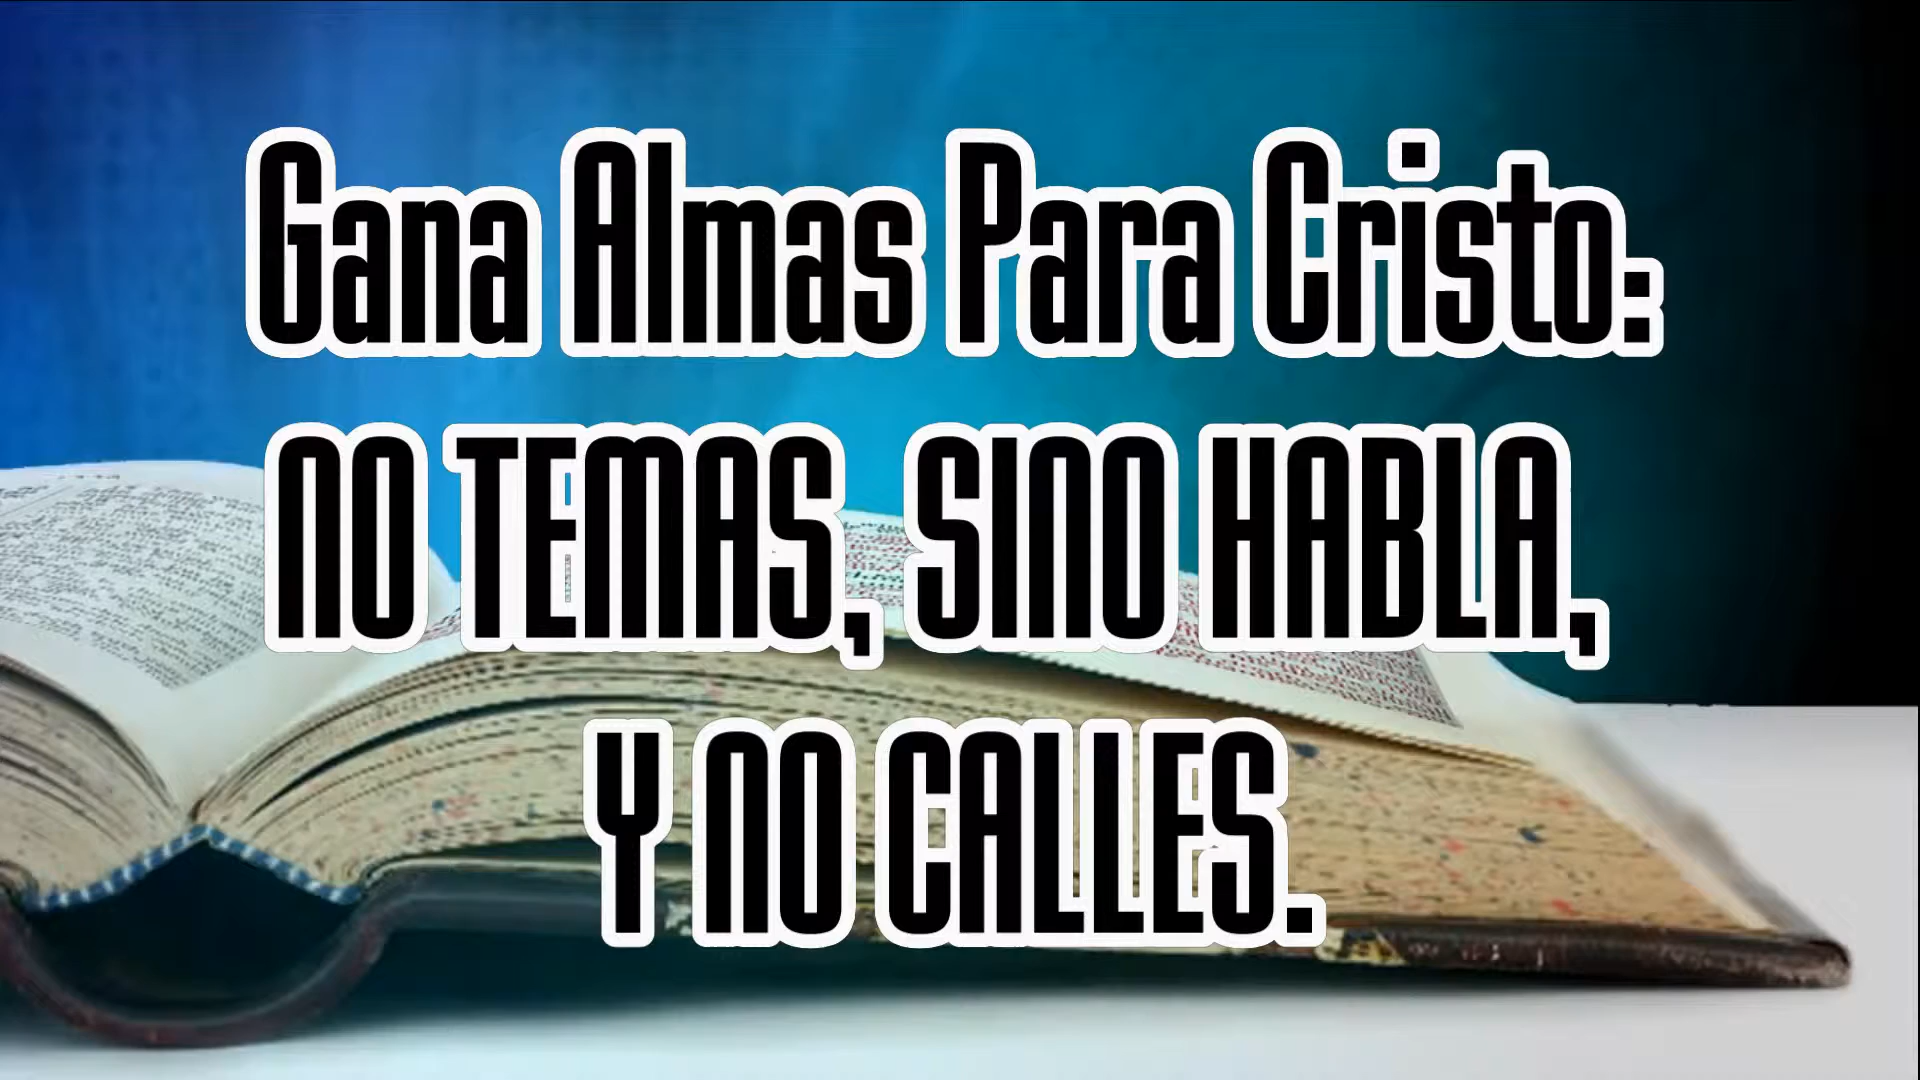 Gana Almas Para Cristo:
NO TEMAS, SINO HABLA,
Y NO CALLES.